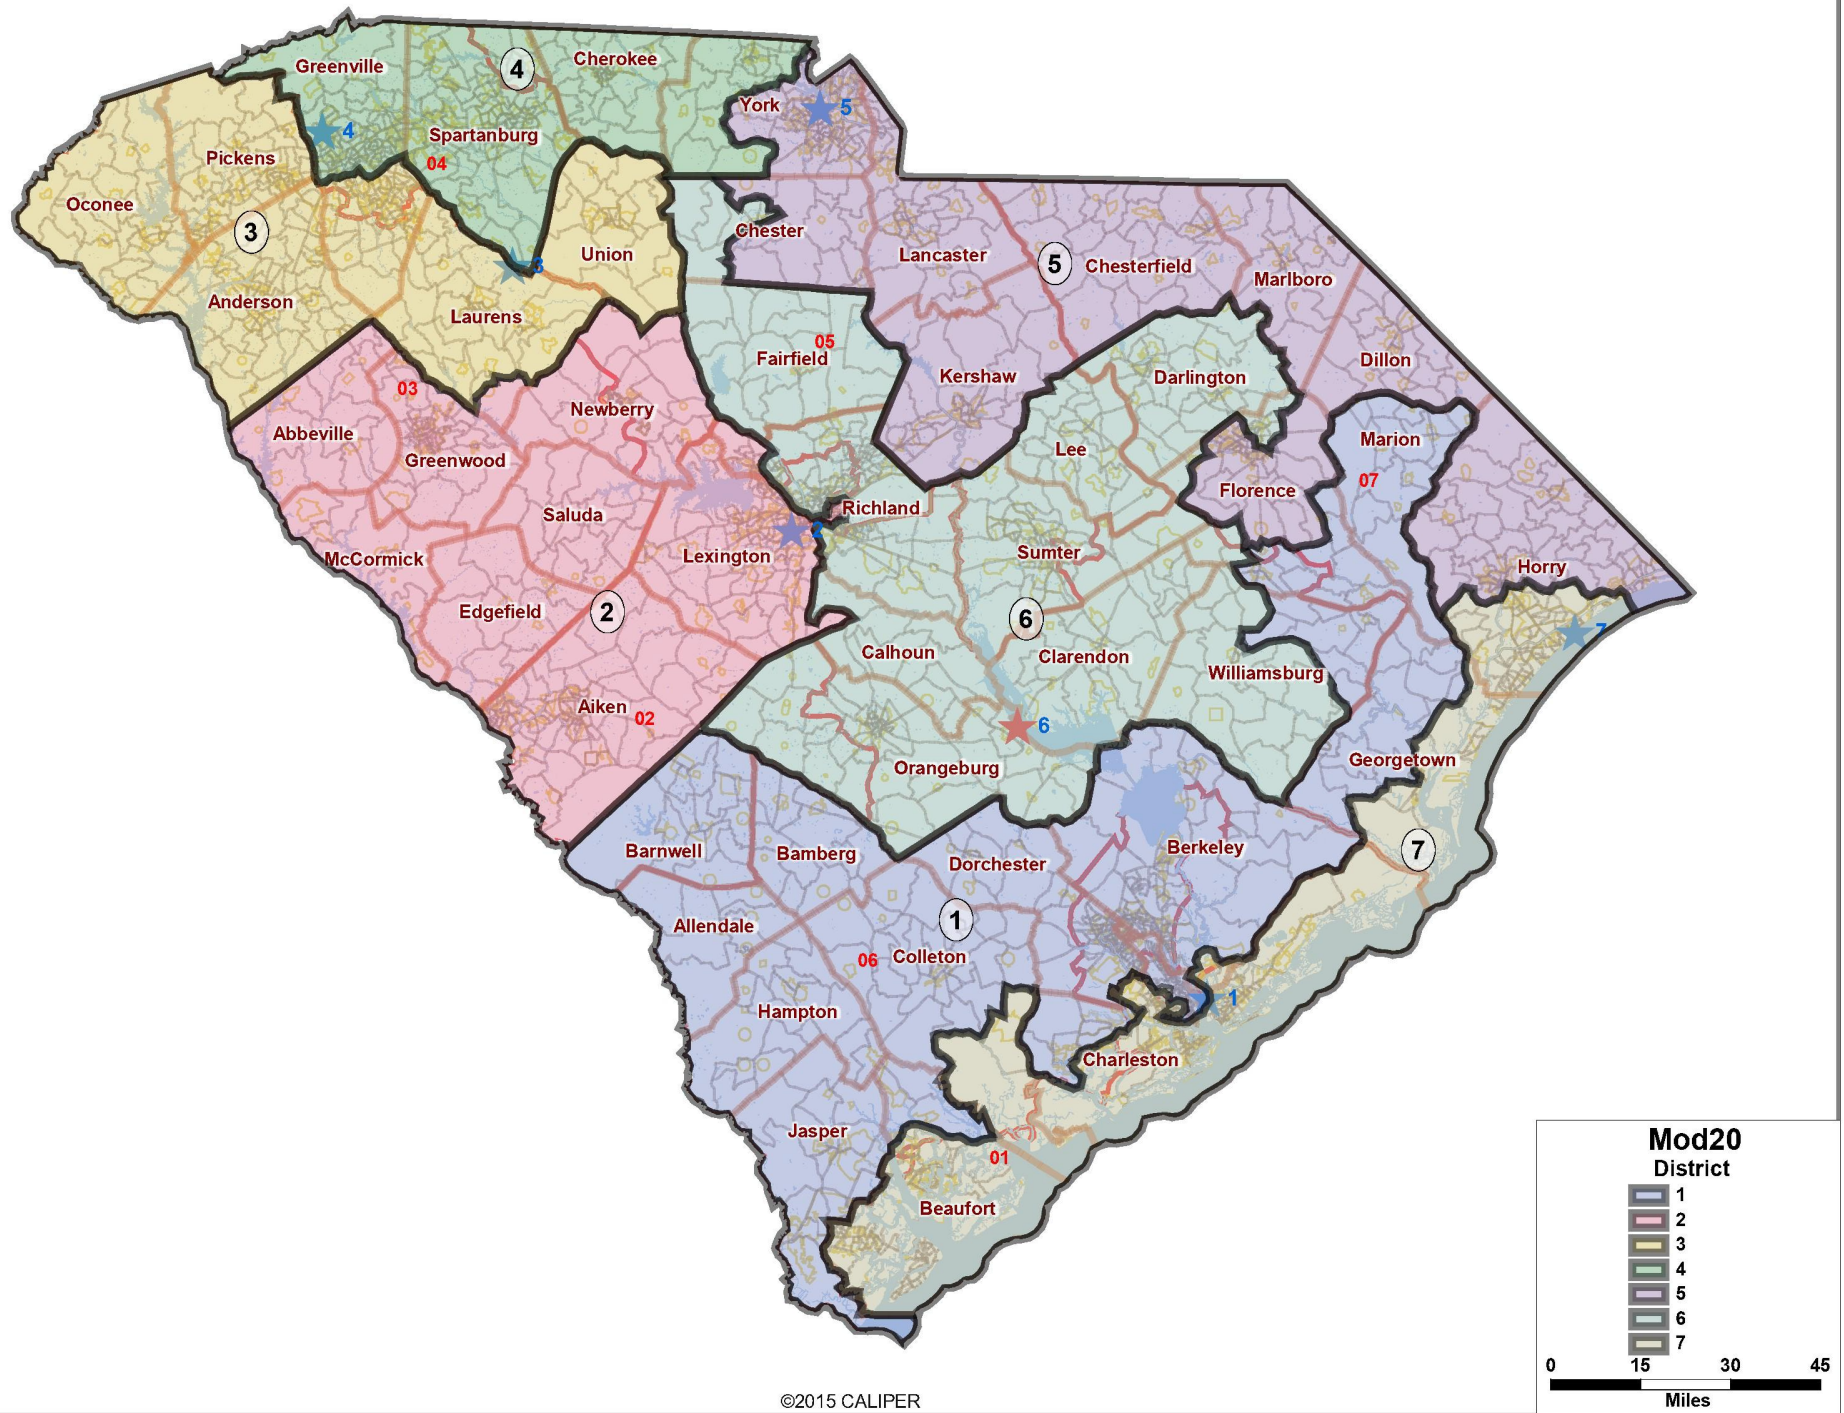 Greenville
4
Cherokee
York
5
4
Spartanburg
04
Pickens
Oconee
3
Chester
Union
3
Lancaster
5
Chesterfield
Marlboro
Anderson
Laurens
05
Fairfield
Dillon
03
Kershaw
Darlington
Newberry
Abbeville
Greenwood
Lee
Marion
07
Florence
Richland
Saluda
2
McCormick
Lexington
Sumter
Horry
Edgefield
2
6
7
Calhoun
Clarendon
Williamsburg
Aiken
02
6
Orangeburg
Georgetown
Barnwell
Bamberg
Dorchester
Berkeley
7
Allendale
1
06
Colleton
1
Hampton
Charleston
Jasper
01
Beaufort
Mod20
District
1
2
3
4
5
6
7
0 15 30 45
Miles
©2015 CALIPER